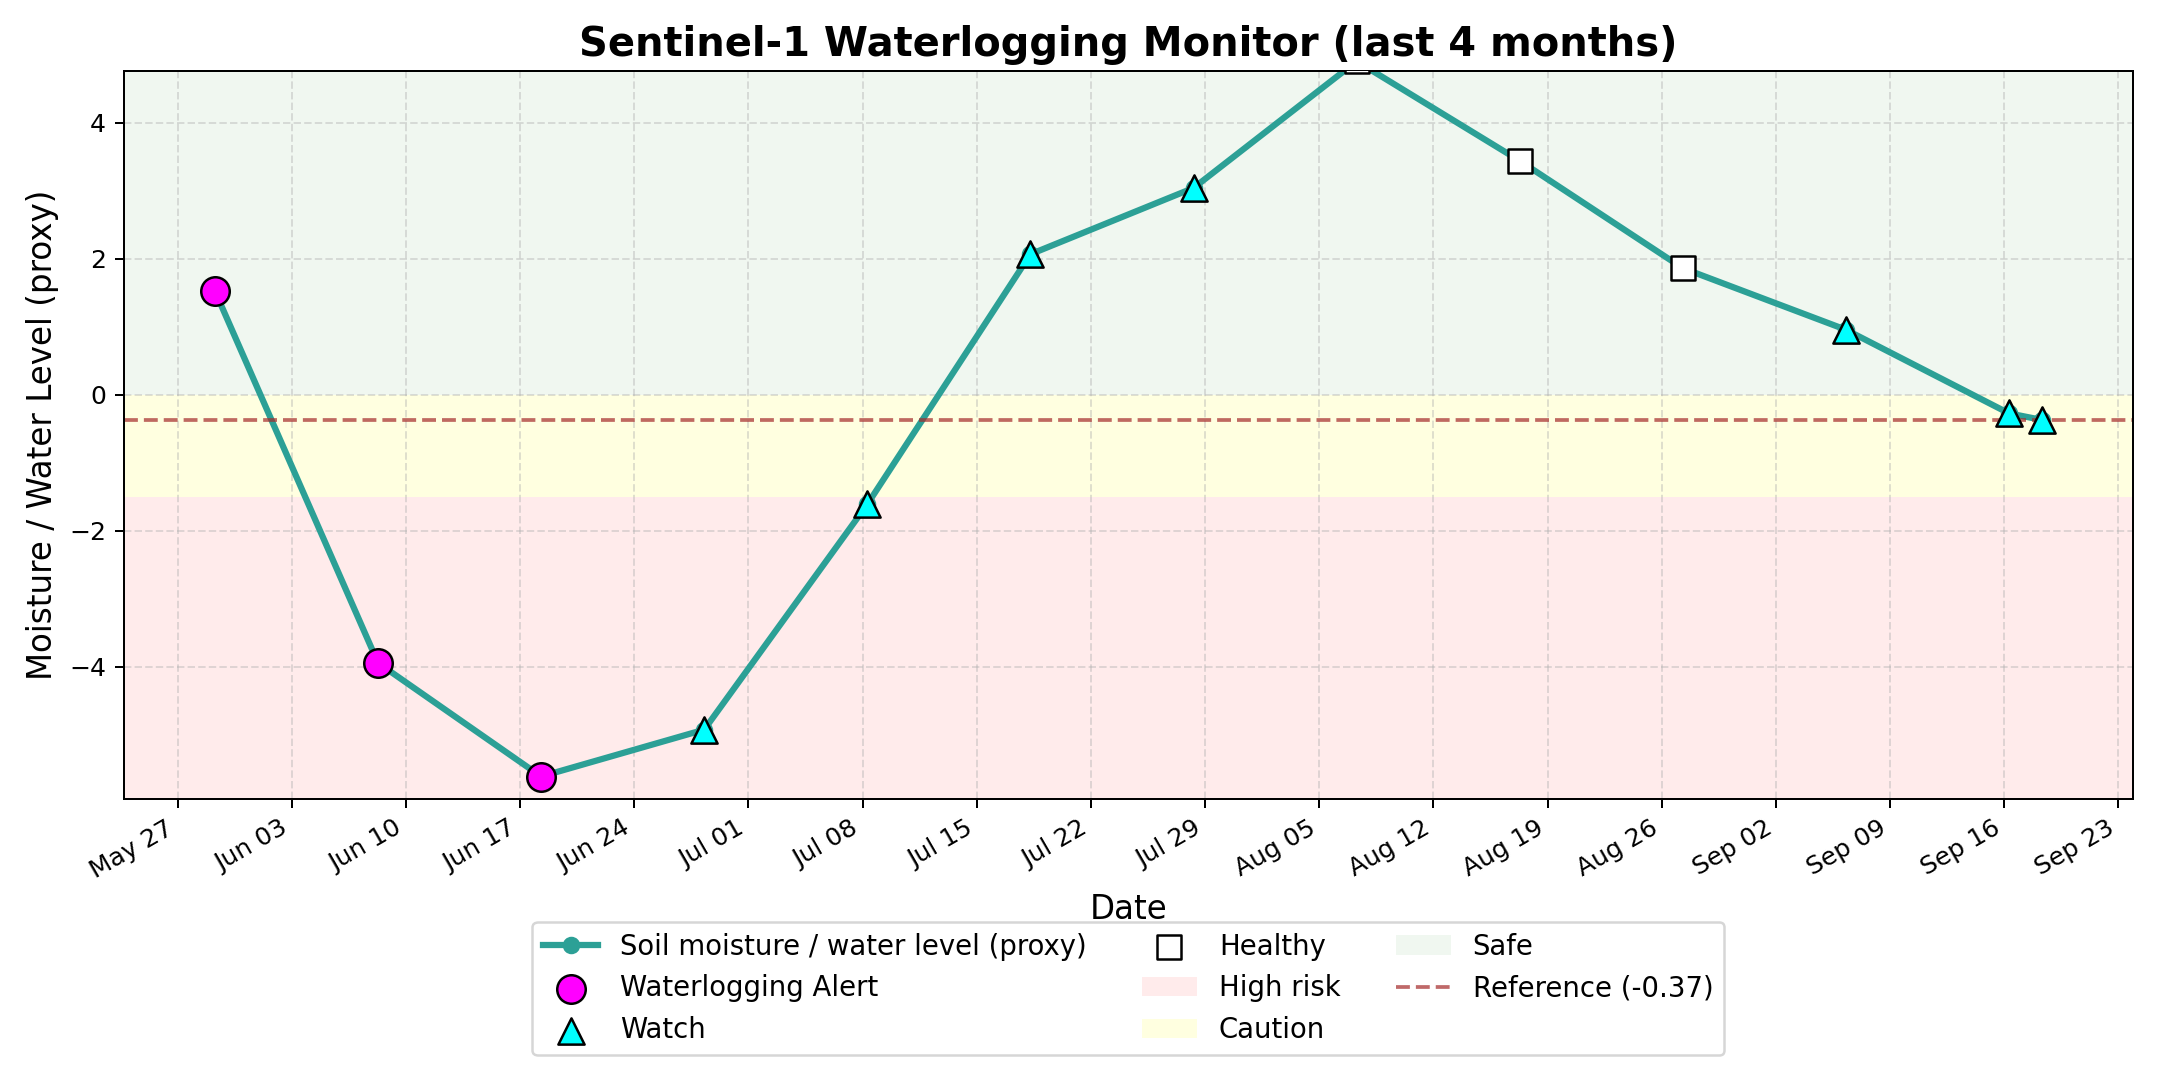 Sentinel-1 Waterlogging Monitor (last 4 months)
Moisture / Water Level (proxy)
4
2
0
−2
−4
May 27
Jun 03
Jun 10
Jun 17
Jun 24
Jul 01
Jul 08
Jul 15
Jul 22
Jul 29
Aug 05
Aug 12
Aug 19
Aug 26
Sep 02
Sep 09
Sep 16
Sep 23
Date
Soil moisture / water level (proxy)
Waterlogging Alert
Watch
Healthy
High risk
Caution
Safe
Reference (-0.37)